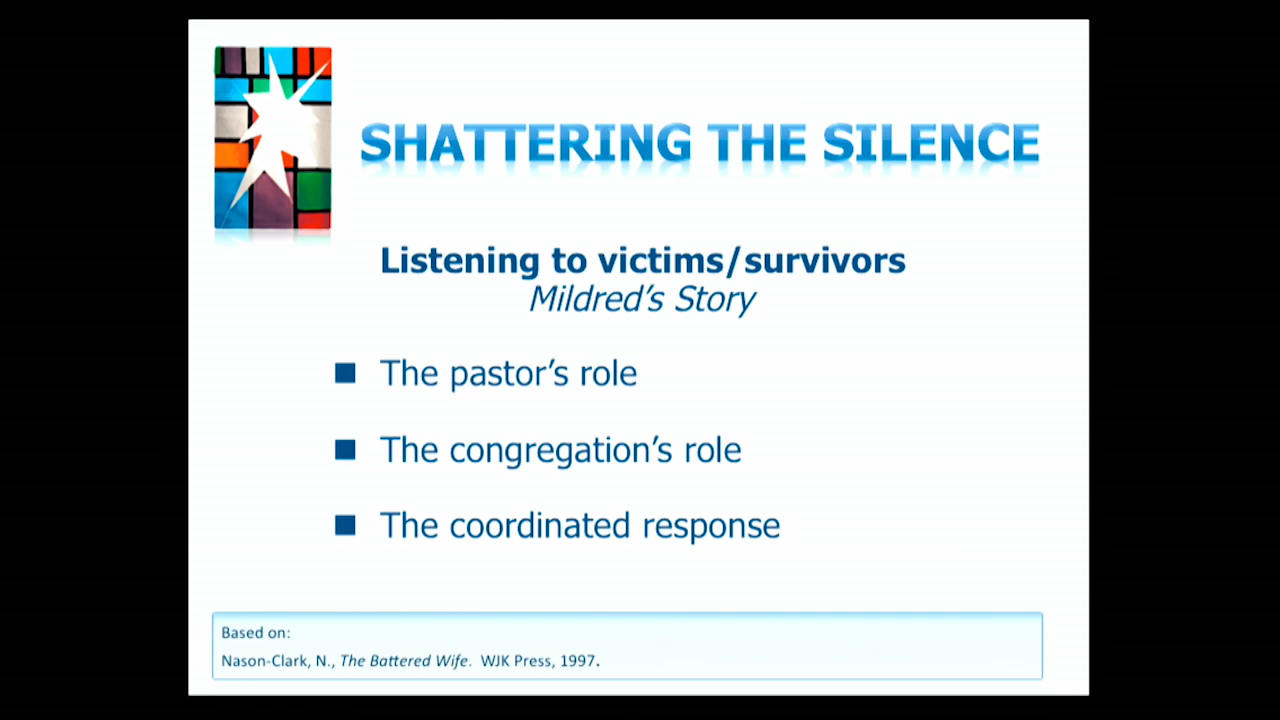 SHATTERING THE SILENCE
Listening to victims/survivors
Mildred's Story
■ The pastor's role
■ The congregation's role
■ The coordinated response
Based on:
Nason-Clark, N., The Battered Wife. WJK Press, 1997.